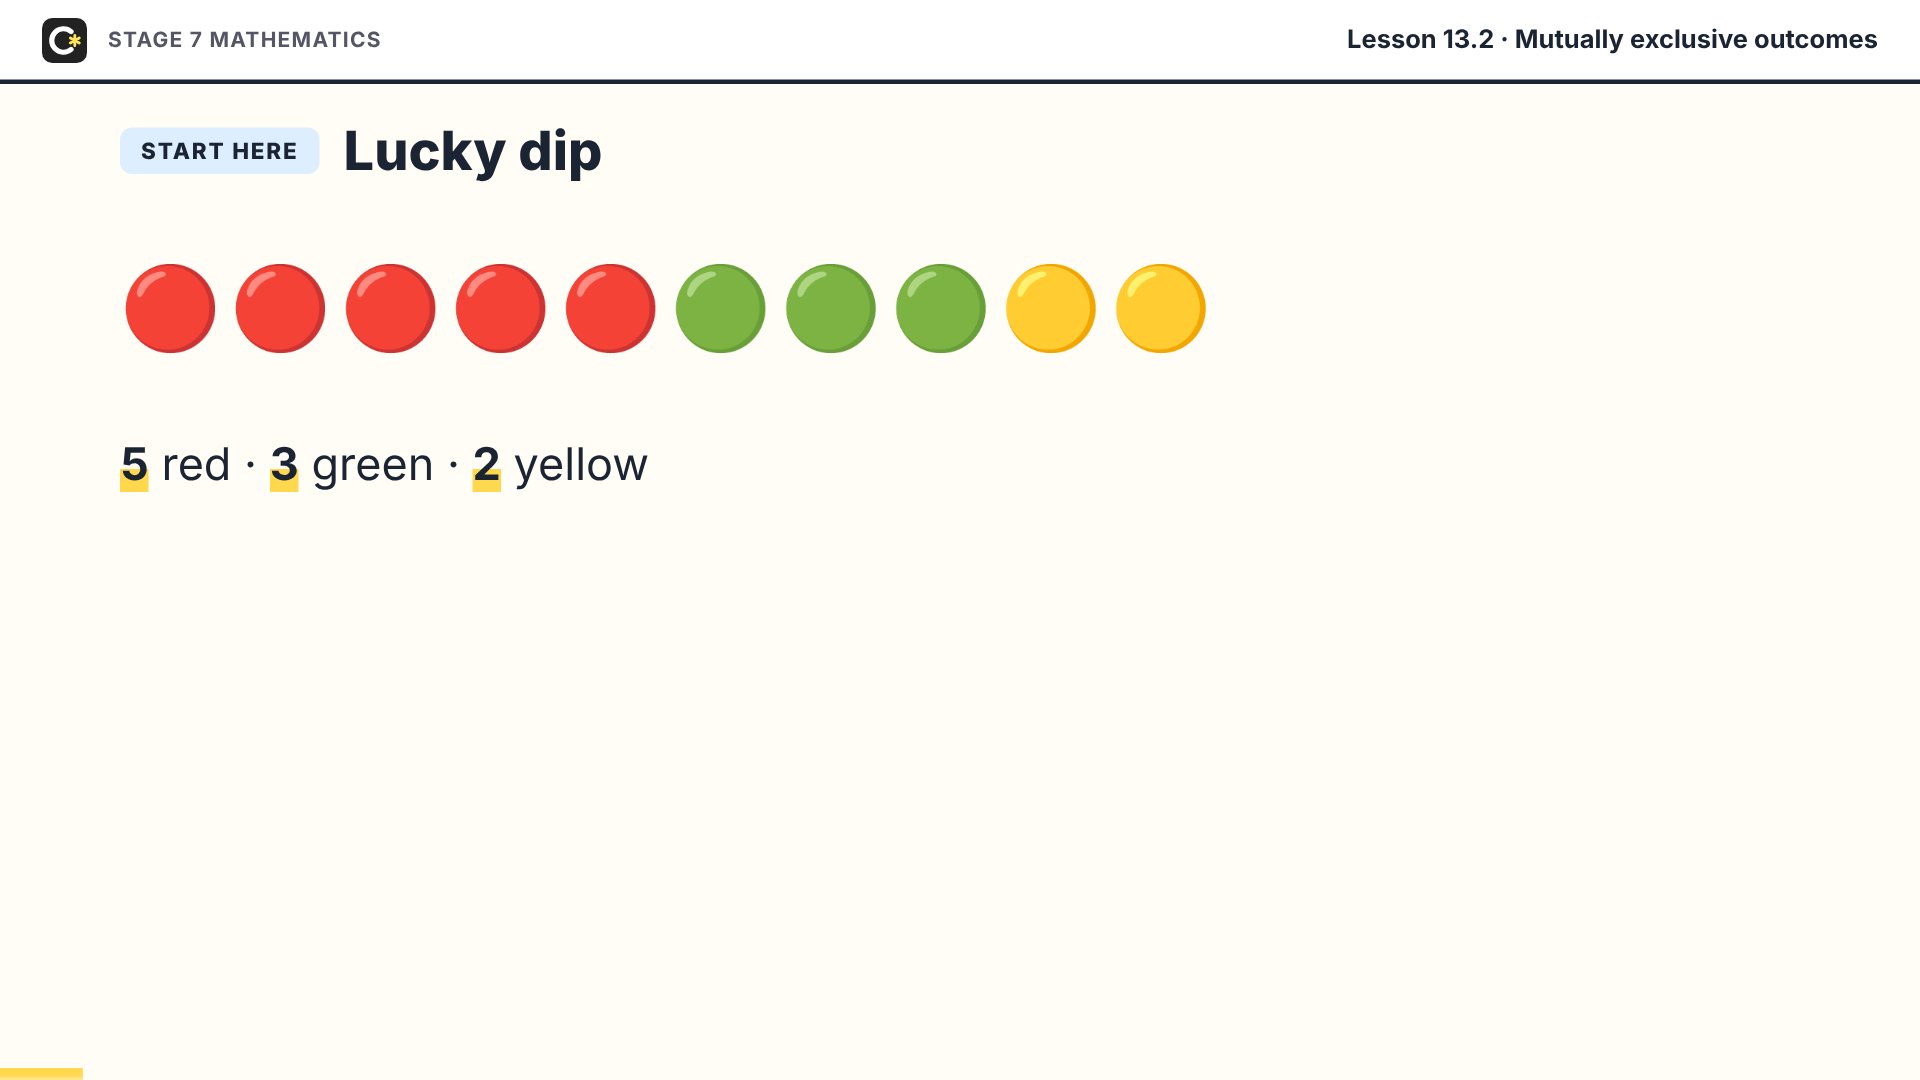 STAGE 7 MATHEMATICS
Lesson 13.2 · Mutually exclusive outcomes
START HERE
Lucky dip
5 red · 3 green · 2 yellow